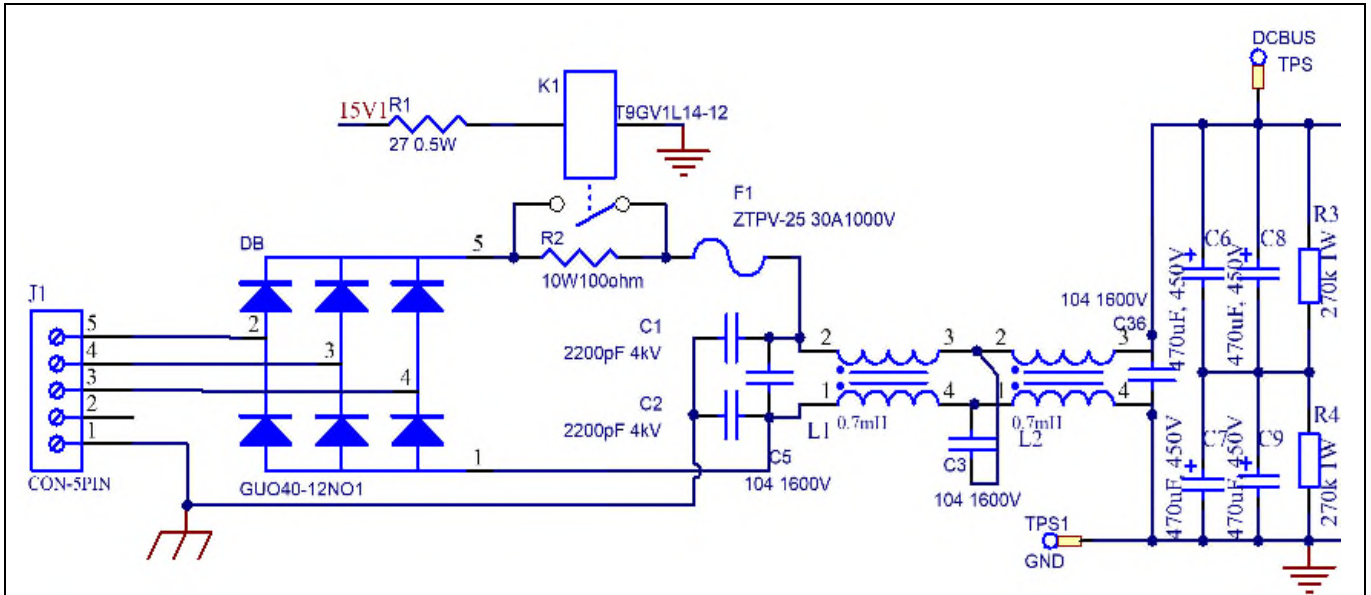 DCBUS
TPS
K1
15V1
R1
T9GV1L14-12
27 0.5W
F1
ZTPV-25 30A1000V
DB
5
R2
10W100ohm
R3
C6
C8
470uF, 450V
470uF, 450V
270k 1W
104 1600V
C36
J1
5
4
3
2
1
2
3
4
C1
2200pF 4kV
C2
2200pF 4kV
2
3
2
3
1
4
1
4
L1
0.7mH
0.7mH
L2
R4
C7
C9
470uF, 450V
470uF, 450V
270k 1W
C5
104 1600V
C3
104 1600V
1
CON-5PIN
GUO40-12NO1
TPS1
GND